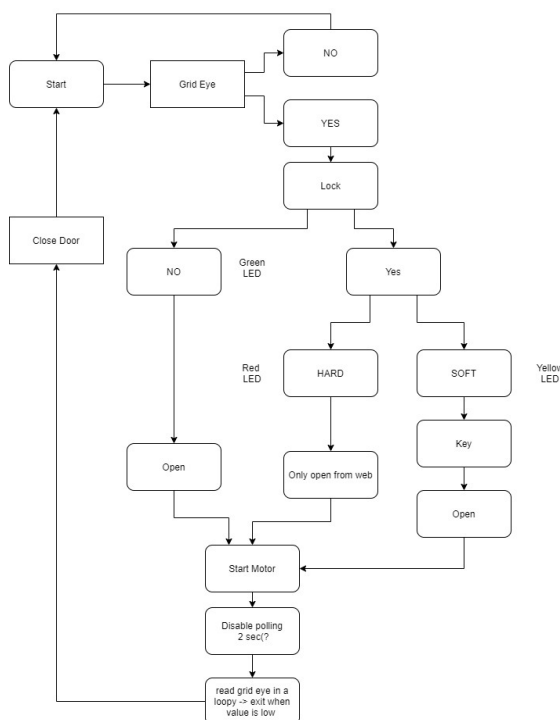 NO
Start
Grid Eye
YES
Lock
Close Door
NO
Green
LED
Yes
Red
LED
HARD
SOFT
Yellow
LED
Key
Open
Only open from web
Open
Start Motor
Disable polling
2 sec(?
read grid eye in a
loopy -> exit when
value is low